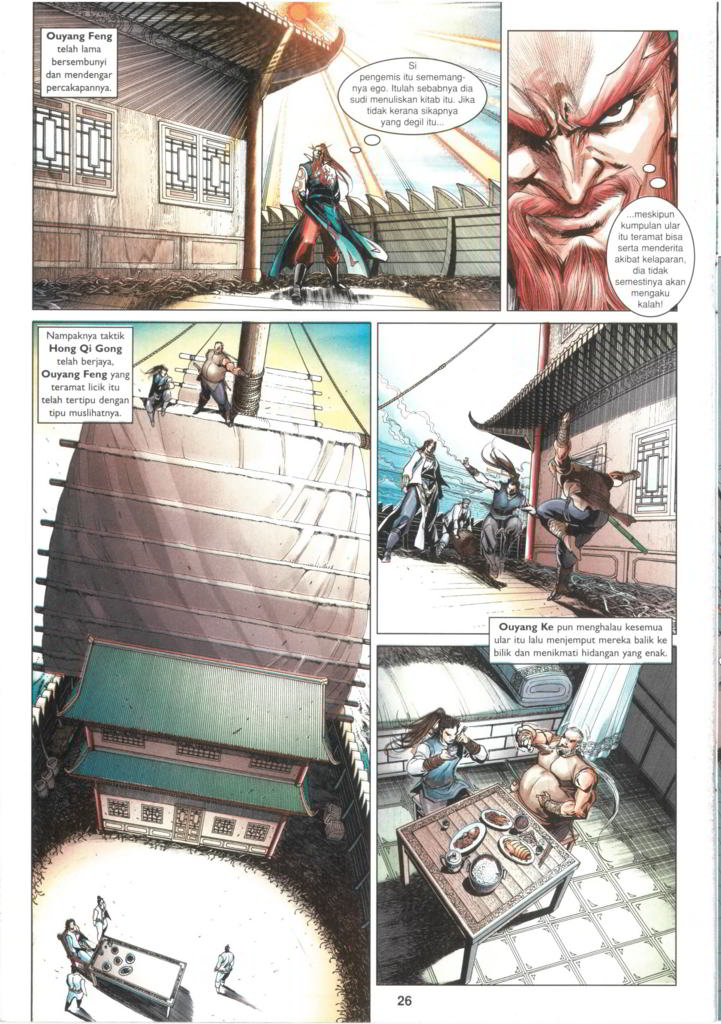 Ouyang Feng
telah lama
bersembunyi
dan mendengar
percakapannya.
Si
pengemis itu sememang-
nya ego. Itulah sebabnya dia
sudi menuliskan kitab itu. Jika
tidak kerana sikapnya
yang degil itu...
...meskipun
kumpulan ular
itu teramat bisa
serta menderita
akibat kelaparan,
dia tidak
semestinya akan
mengaku
kalah!
Nampaknya taktik
Hong Qi Gong
telah berjaya,
Ouyang Feng yang
teramat licik itu
telah tertipu dengan
tipu muslihatnya.
Ouyang Ke pun menghalau kesemua
ular itu lalu menjemput mereka balik ke
bilik dan menikmati hidangan yang enak.
26